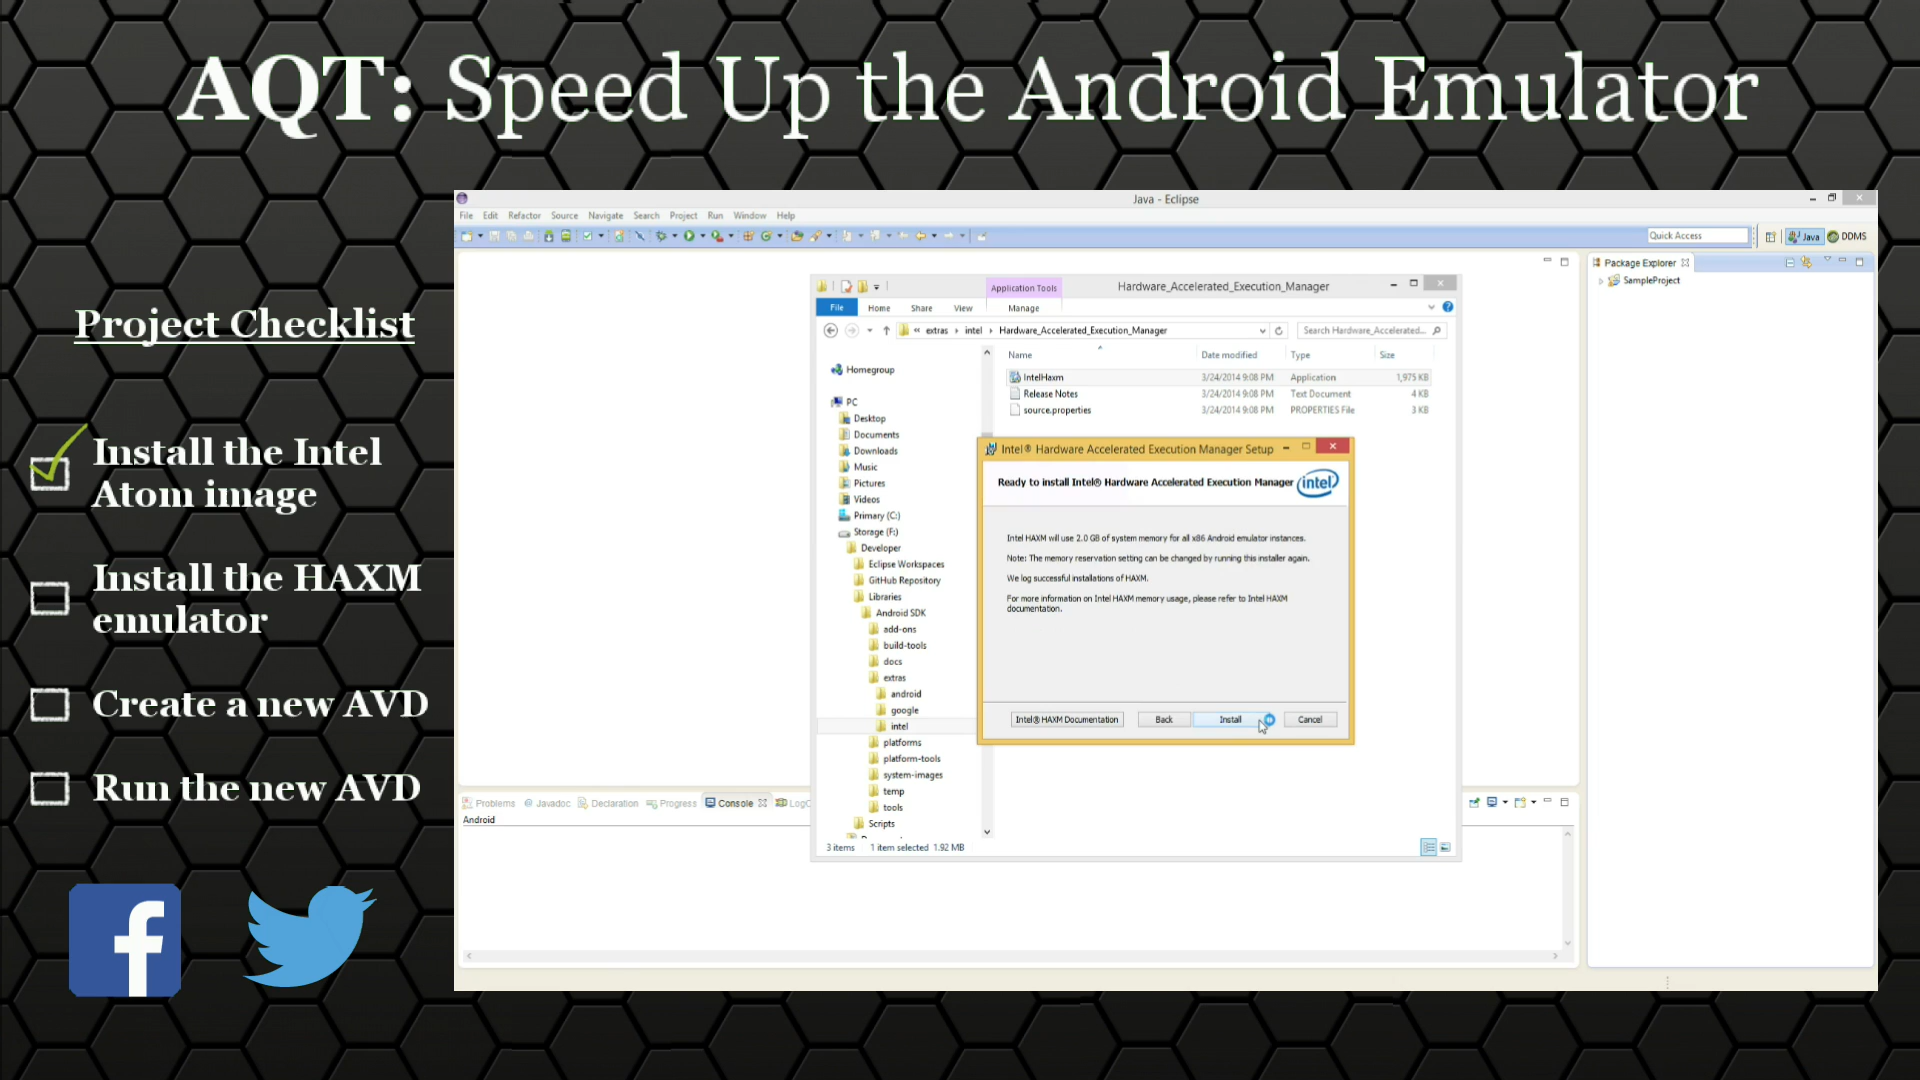 AQT: Speed Up the Android Emulator
Project Checklist
Install the Intel
Atom image
Install the HAXM
emulator
Create a new AVD
Run the new AVD
Java - Eclipse
File Edit Refactor Source Navigate Search Project Run Window Help
Quick Access
Java
DDMS
Package Explorer
SampleProject
Application Tools
Hardware_Accelerated_Execution_Manager
File Home Share View Manage
« extras › intel › Hardware_Accelerated_Execution_Manager
Search Hardware_Accelerated...
Name Date modified Type Size
IntelHaxm 3/24/2014 9:08 PM Application 1,975 KB
Release Notes 3/24/2014 9:08 PM Text Document 4 KB
source.properties 3/24/2014 9:08 PM PROPERTIES File 3 KB
Homegroup
PC
Desktop
Documents
Downloads
Music
Pictures
Videos
Primary (C:)
Storage (F:)
Developer
Eclipse Workspaces
GitHub Repository
Libraries
Android SDK
add-ons
build-tools
docs
extras
android
google
intel
platforms
platform-tools
system-images
temp
tools
Scripts
3 items 1 item selected 1.92 MB
Intel® Hardware Accelerated Execution Manager Setup
Ready to install Intel® Hardware Accelerated Execution Manager
intel
Intel HAXM will use 2.0 GB of system memory for all x86 Android emulator instances.
Note: The memory reservation setting can be changed by running this installer again.
We log successful installations of HAXM.
For more information on Intel HAXM memory usage, please refer to Intel HAXM
documentation.
Intel® HAXM Documentation Back Install Cancel
Problems Javadoc Declaration Progress Console LogC
Android